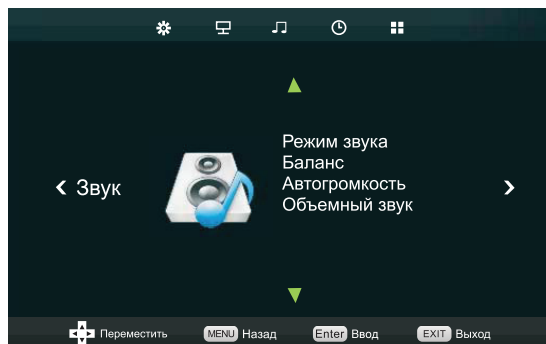 Звук
Режим звука
Баланс
Автогромкость
Объемный звук
Переместить MENU Назад Enter Ввод EXIT Выход